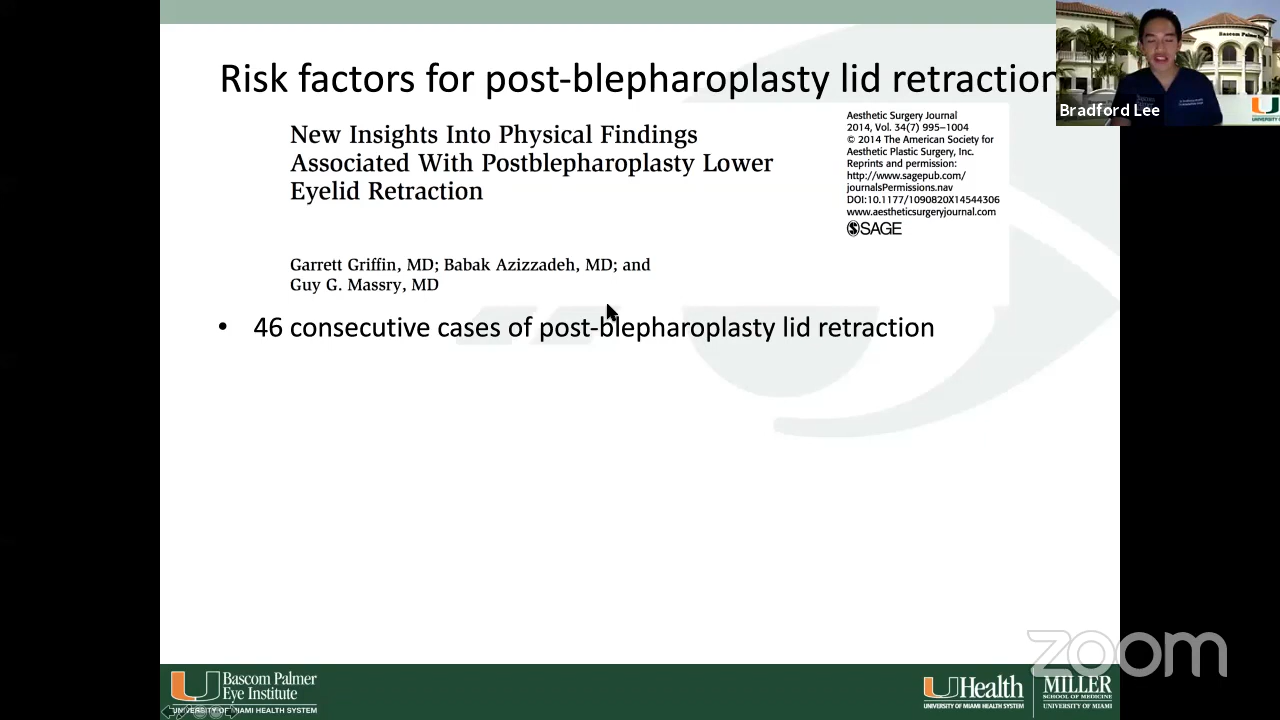 Risk factors for post-blepharoplasty lid retraction
New Insights Into Physical Findings
Associated With Postblepharoplasty Lower
Eyelid Retraction
Aesthetic Surgery Journal
2014, Vol. 34(7) 995–1004
© 2014 The American Society for
Aesthetic Plastic Surgery, Inc.
Reprints and permission:
http://www.sagepub.com/
journalsPermissions.nav
DOI:10.1177/1090820X14544306
www.aestheticsurgeryjournal.com
SAGE
Garrett Griffin, MD; Babak Azizzadeh, MD; and
Guy G. Massry, MD
• 46 consecutive cases of post-blepharoplasty lid retraction
Bascom Palmer
Bradford Lee
zoom
Bascom Palmer
Eye Institute
UNIVERSITY OF MIAMI HEALTH SYSTEM
UHealth
UNIVERSITY OF MIAMI HEALTH SYSTEM
MILLER
SCHOOL OF MEDICINE
UNIVERSITY OF MIAMI